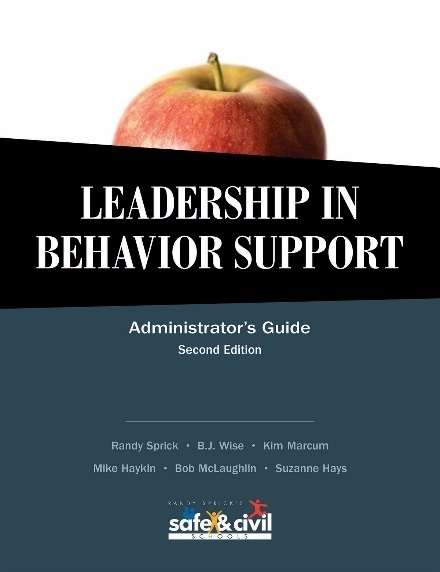 LEADERSHIP IN
BEHAVIOR SUPPORT
Administrator's Guide
Second Edition
Randy Sprick • B.J. Wise • Kim Marcum
Mike Haykin • Bob McLaughlin • Suzanne Hays
RANDY SPRICK'S
safe & civil
SCHOOLS